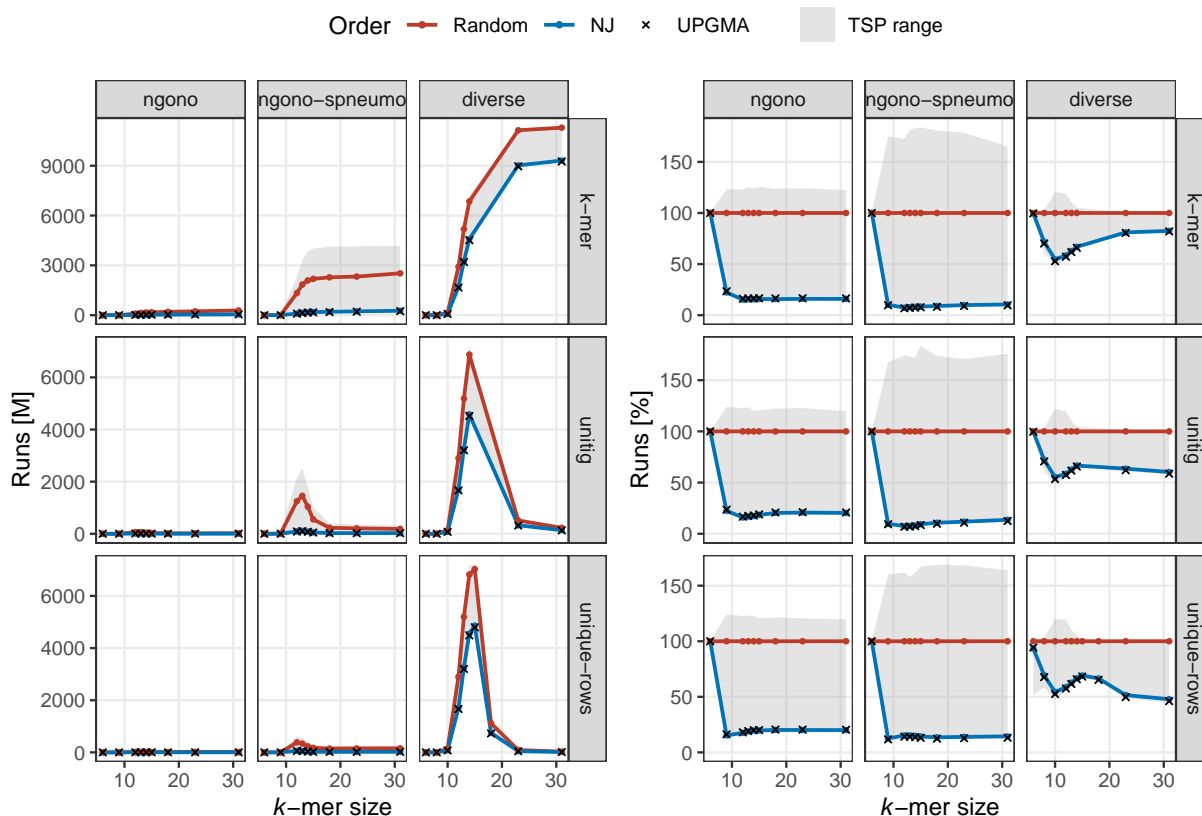 Order Random NJ UPGMA TSP range
ngono ngono−spneumo diverse
k−mer
unitig
unique−rows
9000
6000
3000
0
6000
4000
2000
0
6000
4000
2000
0
10 20 30 10 20 30 10 20 30
Runs [M]
k−mer size
ngono ngono−spneumo diverse
k−mer
unitig
unique−rows
150
100
50
0
150
100
50
0
150
100
50
0
10 20 30 10 20 30 10 20 30
Runs [%]
k−mer size